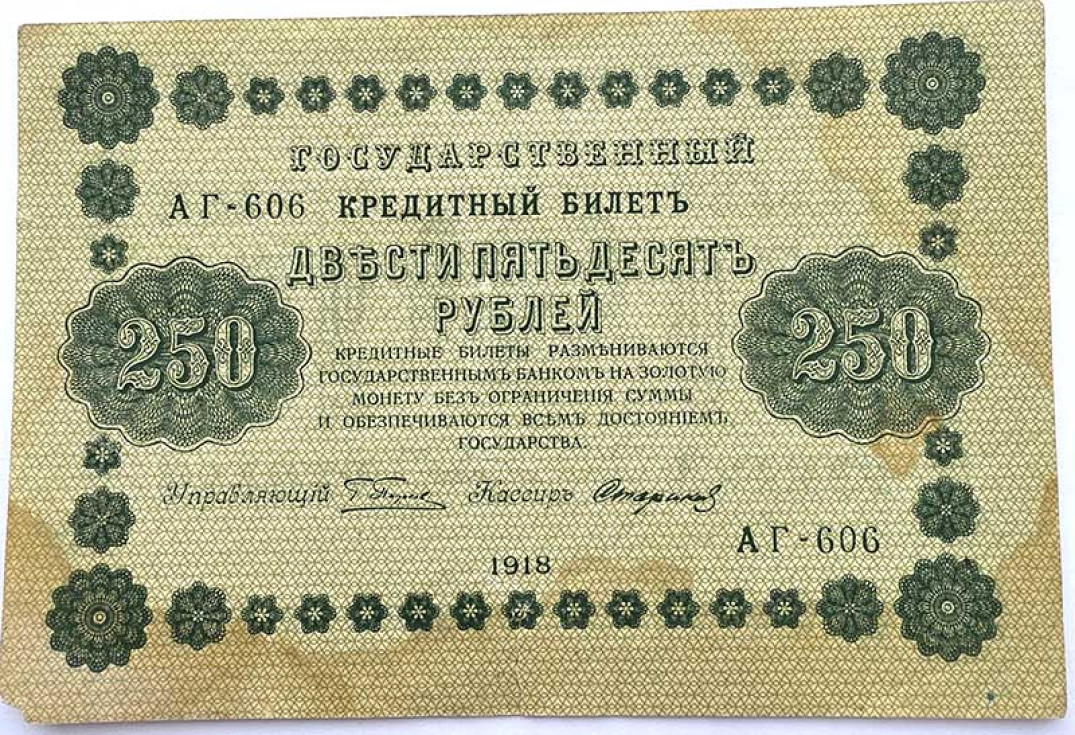 ГОСУДАРСТВЕННЫЙ
АГ-606 КРЕДИТНЫЙ БИЛЕТЪ
ДВѢСТИ ПЯТЬДЕСЯТЪ
РУБЛЕЙ
250
250
КРЕДИТНЫЕ БИЛЕТЫ РАЗМѢНИВАЮТСЯ
ГОСУДАРСТВЕННЫМЪ БАНКОМЪ НА ЗОЛОТУЮ
МОНЕТУ БЕЗЪ ОГРАНИЧЕНІЯ СУММЫ
И ОБЕЗПЕЧИВАЮТСЯ ВСѢМЪ ДОСТОЯНІЕМЪ
ГОСУДАРСТВА.
Управляющій Кассиръ Стариков
АГ-606
1918